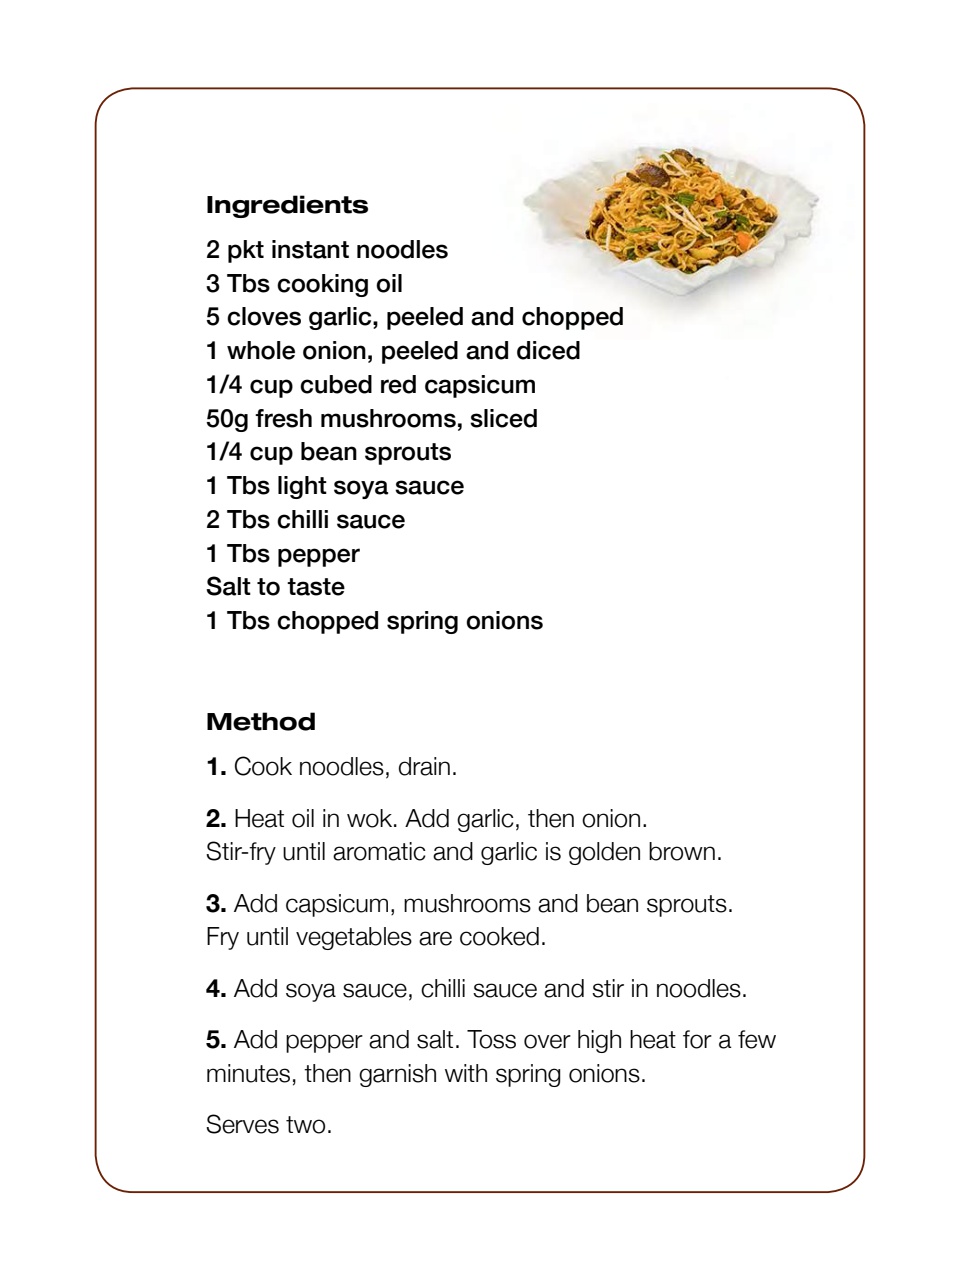 Ingredients
2 pkt instant noodles
3 Tbs cooking oil
5 cloves garlic, peeled and chopped
1 whole onion, peeled and diced
1/4 cup cubed red capsicum
50g fresh mushrooms, sliced
1/4 cup bean sprouts
1 Tbs light soya sauce
2 Tbs chilli sauce
1 Tbs pepper
Salt to taste
1 Tbs chopped spring onions
Method
1. Cook noodles, drain.
2. Heat oil in wok. Add garlic, then onion.
Stir-fry until aromatic and garlic is golden brown.
3. Add capsicum, mushrooms and bean sprouts.
Fry until vegetables are cooked.
4. Add soya sauce, chilli sauce and stir in noodles.
5. Add pepper and salt. Toss over high heat for a few
minutes, then garnish with spring onions.
Serves two.